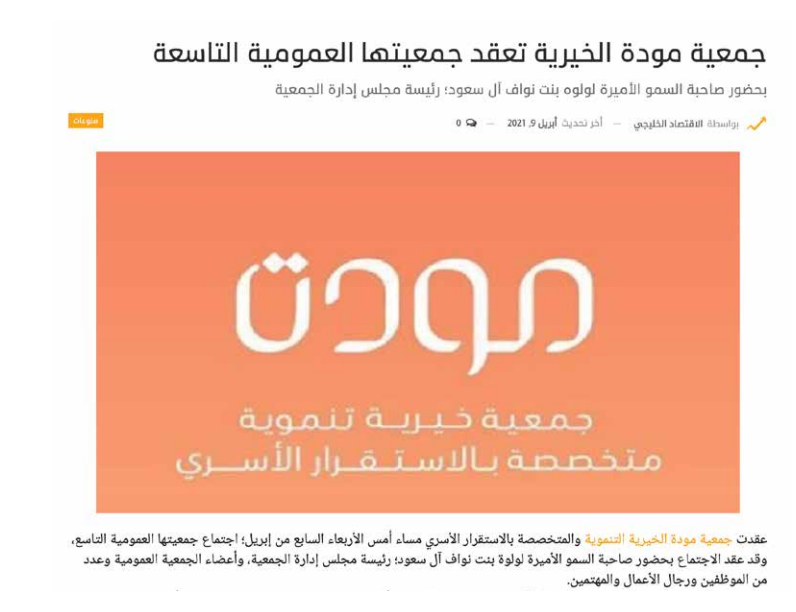 جمعية مودة الخيرية تعقد جمعيتها العمومية التاسعة
بحضور صاحبة السمو الأميرة لولوه بنت نواف آل سعود؛ رئيسة مجلس إدارة الجمعية
بواسطة الاقتصاد الخليجي — آخر تحديث أبريل 9, 2021 — 0
منوعات
مودة
جمعية خيرية تنموية
متخصصة بالاستقرار الأسري
عقدت جمعية مودة الخيرية التنموية والمتخصصة بالاستقرار الأسري مساء أمس الأربعاء السابع من إبريل؛ اجتماع جمعيتها العمومية التاسع،
وقد عقد الاجتماع بحضور صاحبة السمو الأميرة لولوة بنت نواف آل سعود؛ رئيسة مجلس إدارة الجمعية، وأعضاء الجمعية العمومية وعدد
من الموظفين ورجال الأعمال والمهتمين.